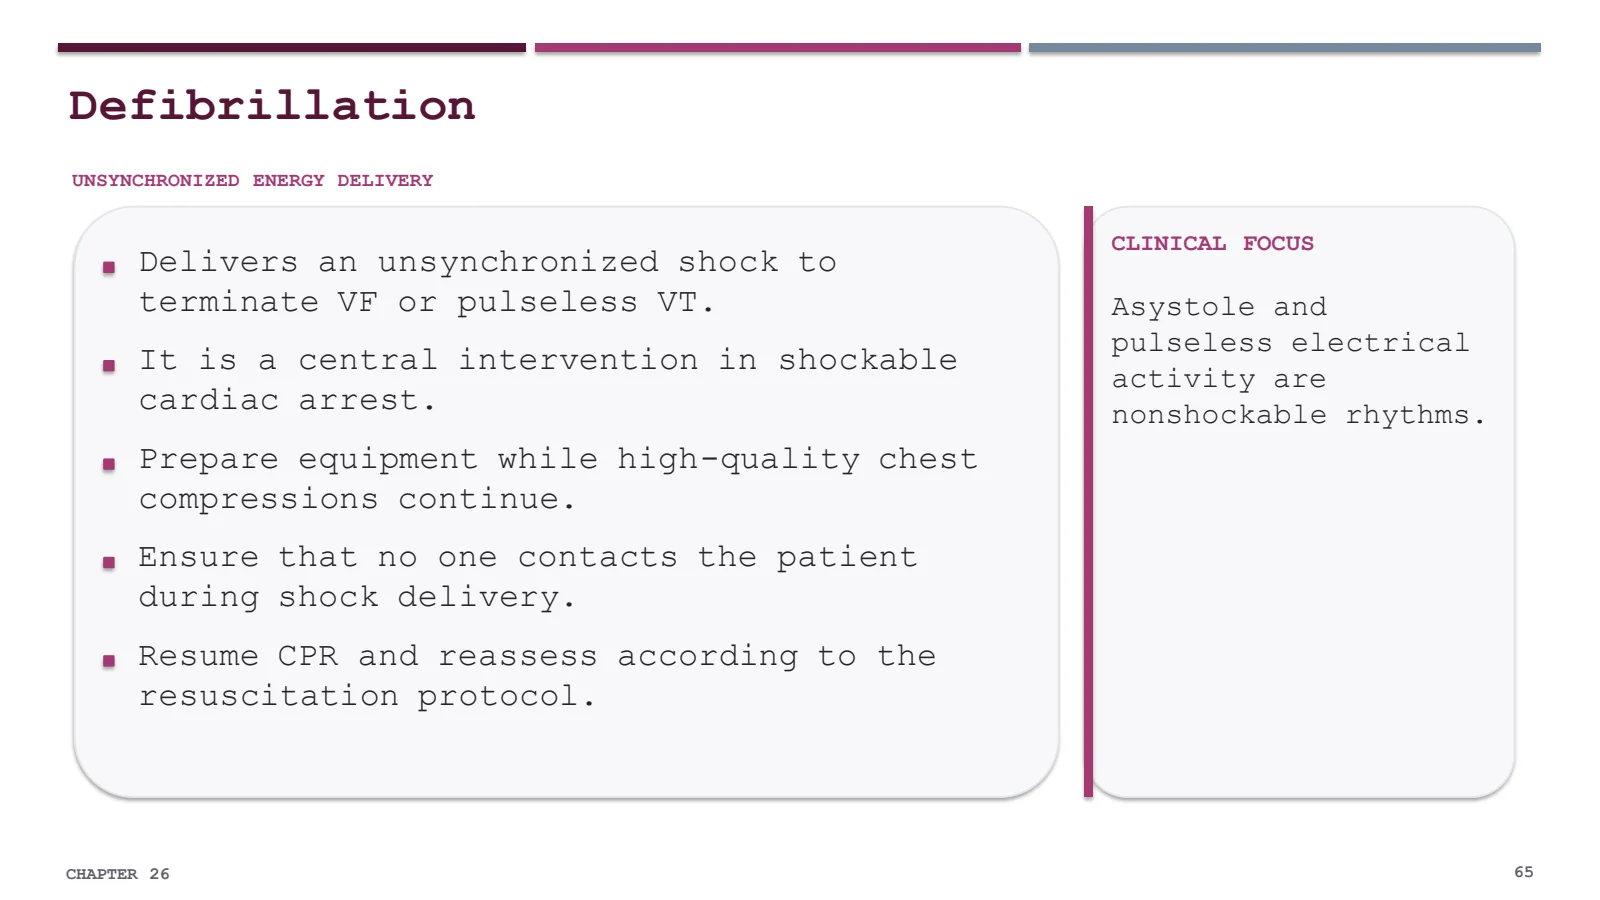 Defibrillation
UNSYNCHRONIZED ENERGY DELIVERY
Delivers an unsynchronized shock to
terminate VF or pulseless VT.
It is a central intervention in shockable
cardiac arrest.
Prepare equipment while high-quality chest
compressions continue.
Ensure that no one contacts the patient
during shock delivery.
Resume CPR and reassess according to the
resuscitation protocol.
CLINICAL FOCUS
Asystole and
pulseless electrical
activity are
nonshockable rhythms.
CHAPTER 26
65